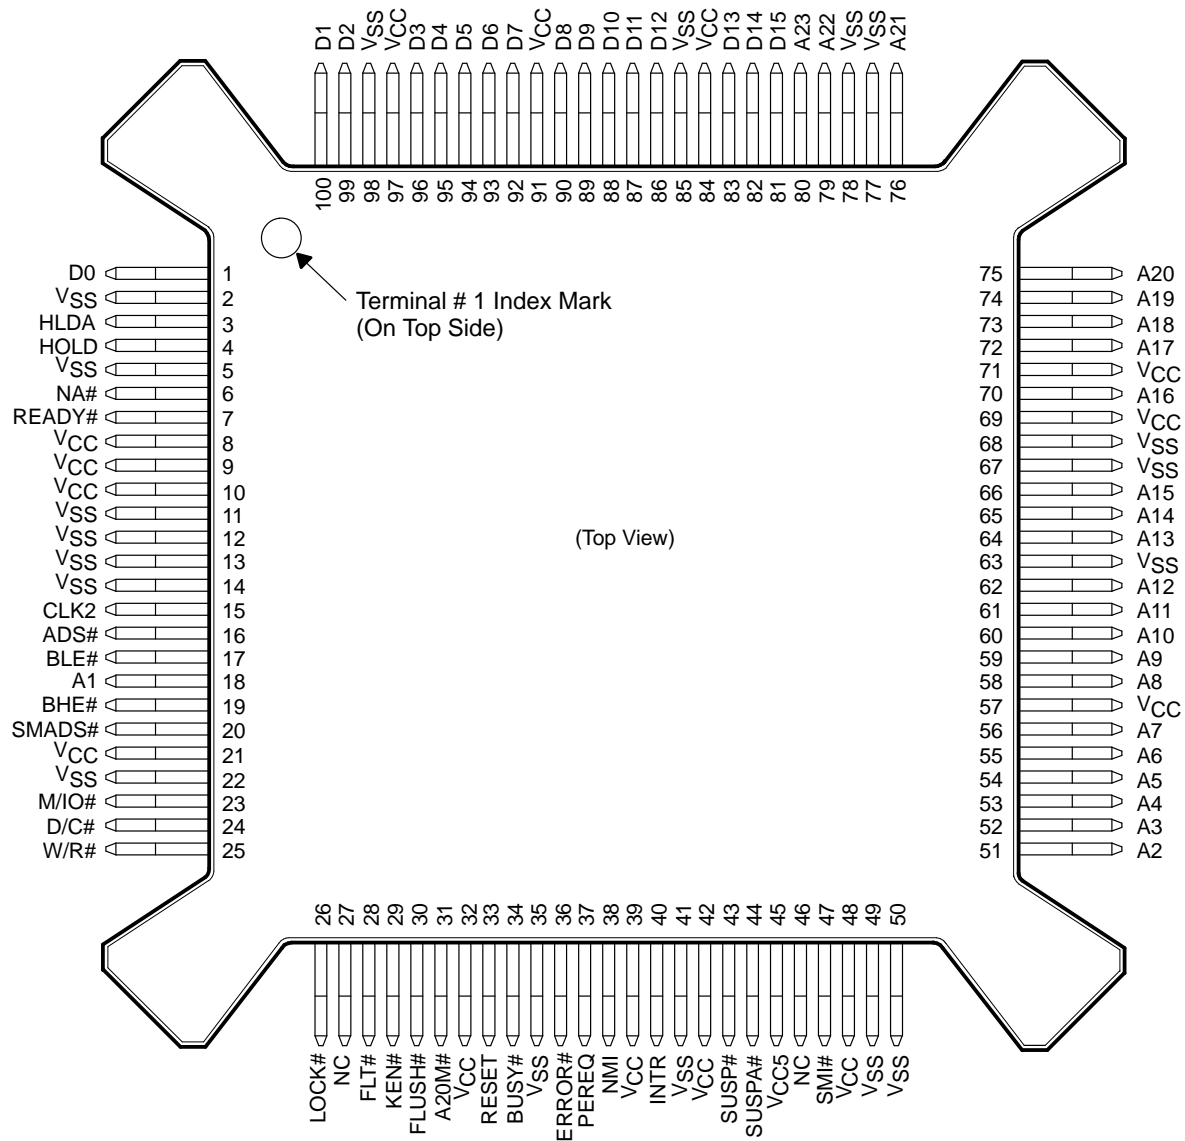 D1 D2 VSS VCC D3 D4 D5 D6 D7 VCC D8 D9 D10 D11 D12 VSS VCC D13 D14 D15 A23 A22 VSS VSS A21
100 99 98 97 96 95 94 93 92 91 90 89 88 87 86 85 84 83 82 81 80 79 78 77 76
Terminal # 1 Index Mark
(On Top Side)
D0 1 75 A20
VSS 2 74 A19
HLDA 3 73 A18
HOLD 4 72 A17
VSS 5 71 VCC
NA# 6 70 A16
READY# 7 69 VCC
VCC 8 68 VSS
VCC 9 67 VSS
VCC 10 66 A15
VSS 11 65 A14
VSS 12 64 A13
(Top View)
VSS 13 63 VSS
VSS 14 62 A12
CLK2 15 61 A11
ADS# 16 60 A10
BLE# 17 59 A9
A1 18 58 A8
BHE# 19 57 VCC
SMADS# 20 56 A7
VCC 21 55 A6
VSS 22 54 A5
M/IO# 23 53 A4
D/C# 24 52 A3
W/R# 25 51 A2
26 27 28 29 30 31 32 33 34 35 36 37 38 39 40 41 42 43 44 45 46 47 48 49 50
LOCK# NC FLT# KEN# FLUSH# A20M# VCC RESET BUSY# VSS ERROR# PEREQ NMI VCC INTR VSS VCC SUSP# SUSPA# VCC5 NC SMI# VCC VSS VSS